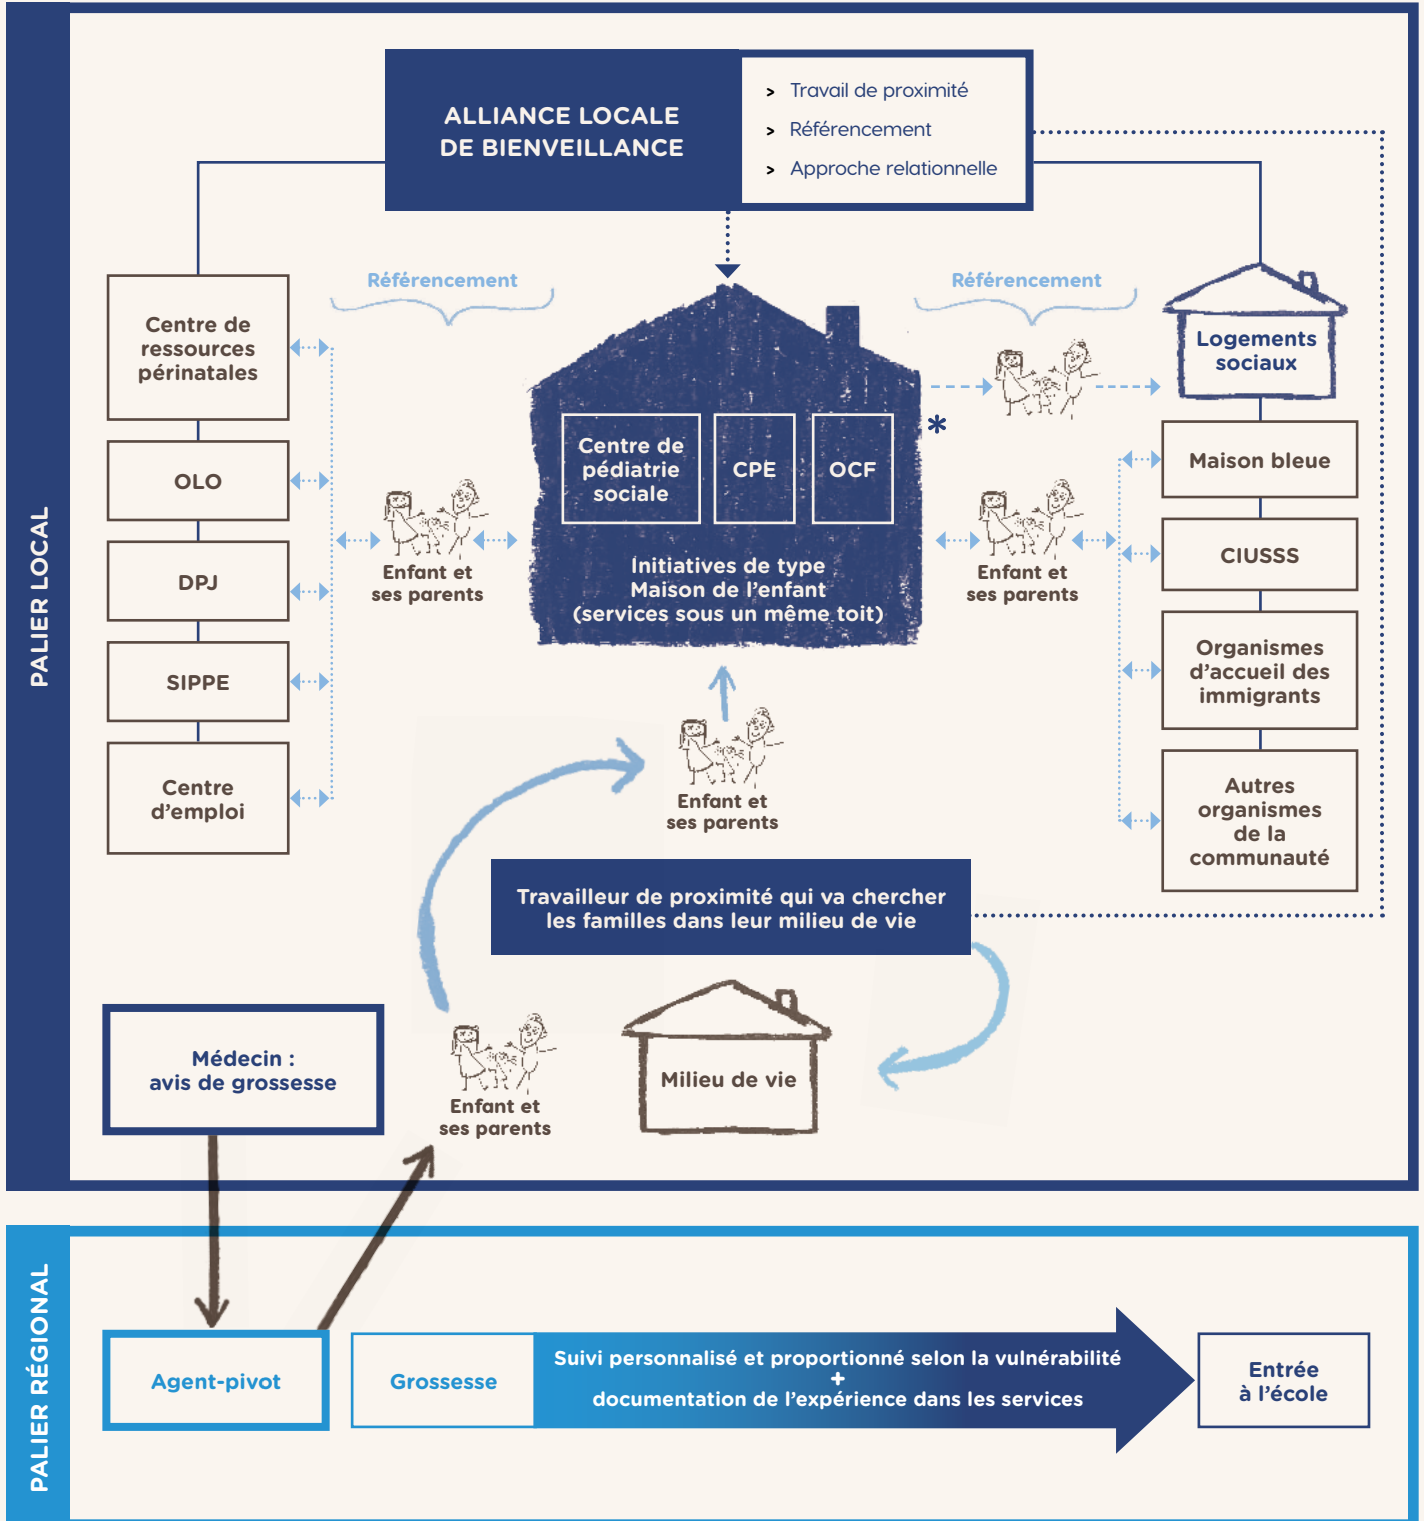 PALIER LOCAL
ALLIANCE LOCALE
DE BIENVEILLANCE
> Travail de proximité
> Référencement
> Approche relationnelle
Référencement
Référencement
Centre de
ressources
périnatales
OLO
DPJ
SIPPE
Centre
d'emploi
Enfant et
ses parents
Centre de
pédiatrie
sociale
CPE
OCF
*
Initiatives de type
Maison de l'enfant
(services sous un même toit)
Enfant et
ses parents
Logements
sociaux
Maison bleue
CIUSSS
Organismes
d'accueil des
immigrants
Autres
organismes
de la
communauté
Enfant et
ses parents
Travailleur de proximité qui va chercher
les familles dans leur milieu de vie
Médecin :
avis de grossesse
Enfant et
ses parents
Milieu de vie
PALIER RÉGIONAL
Agent-pivot
Grossesse
Suivi personnalisé et proportionné selon la vulnérabilité
+
documentation de l'expérience dans les services
Entrée
à l'école